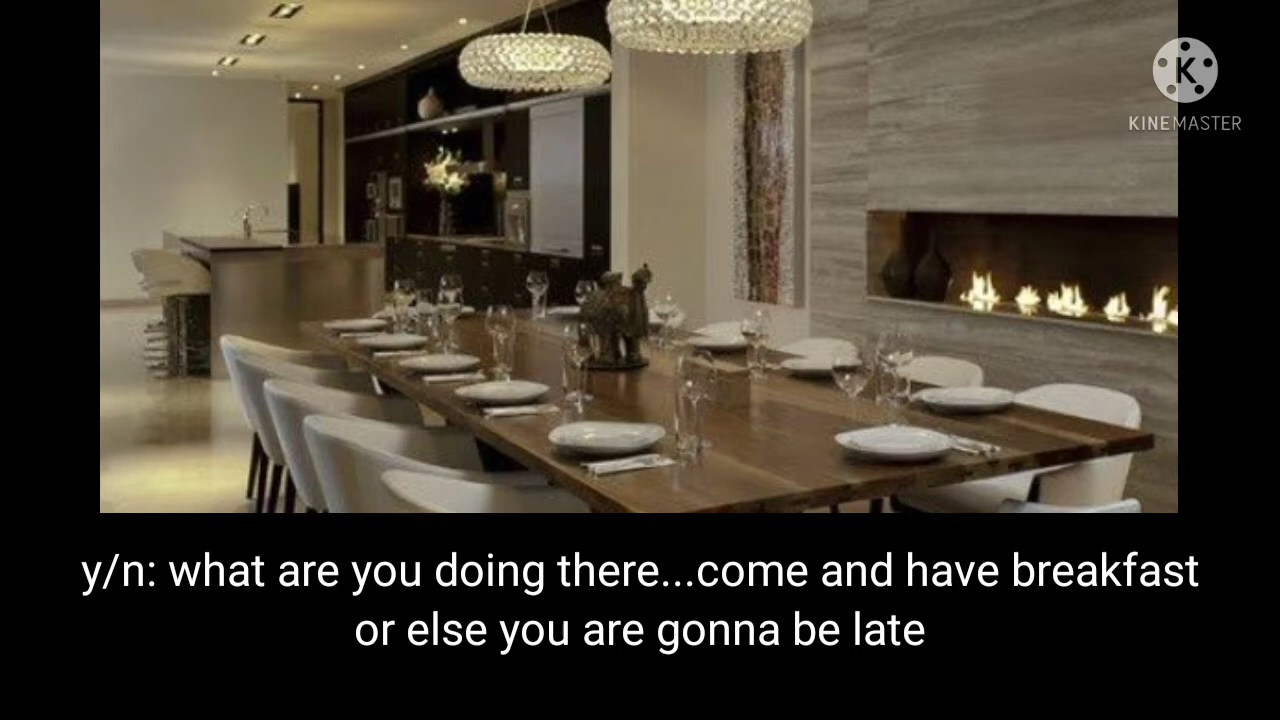 K
KINEMASTER
y/n: what are you doing there...come and have breakfast
or else you are gonna be late